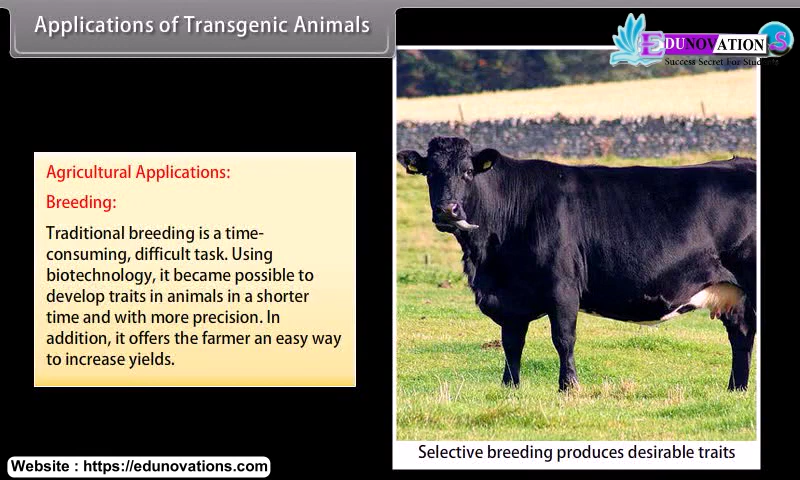 Applications of Transgenic Animals
EDUNOVATION.S
Success Secret For Students
Agricultural Applications:
Breeding:
Traditional breeding is a time-
consuming, difficult task. Using
biotechnology, it became possible to
develop traits in animals in a shorter
time and with more precision. In
addition, it offers the farmer an easy way
to increase yields.
Selective breeding produces desirable traits
Website : https://edunovations.com